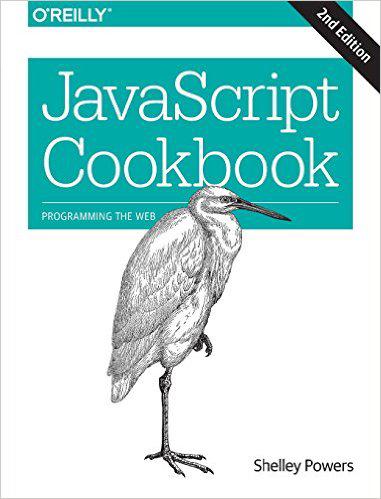 O'REILLY®
2nd Edition
JavaScript
Cookbook
PROGRAMMING THE WEB
Shelley Powers